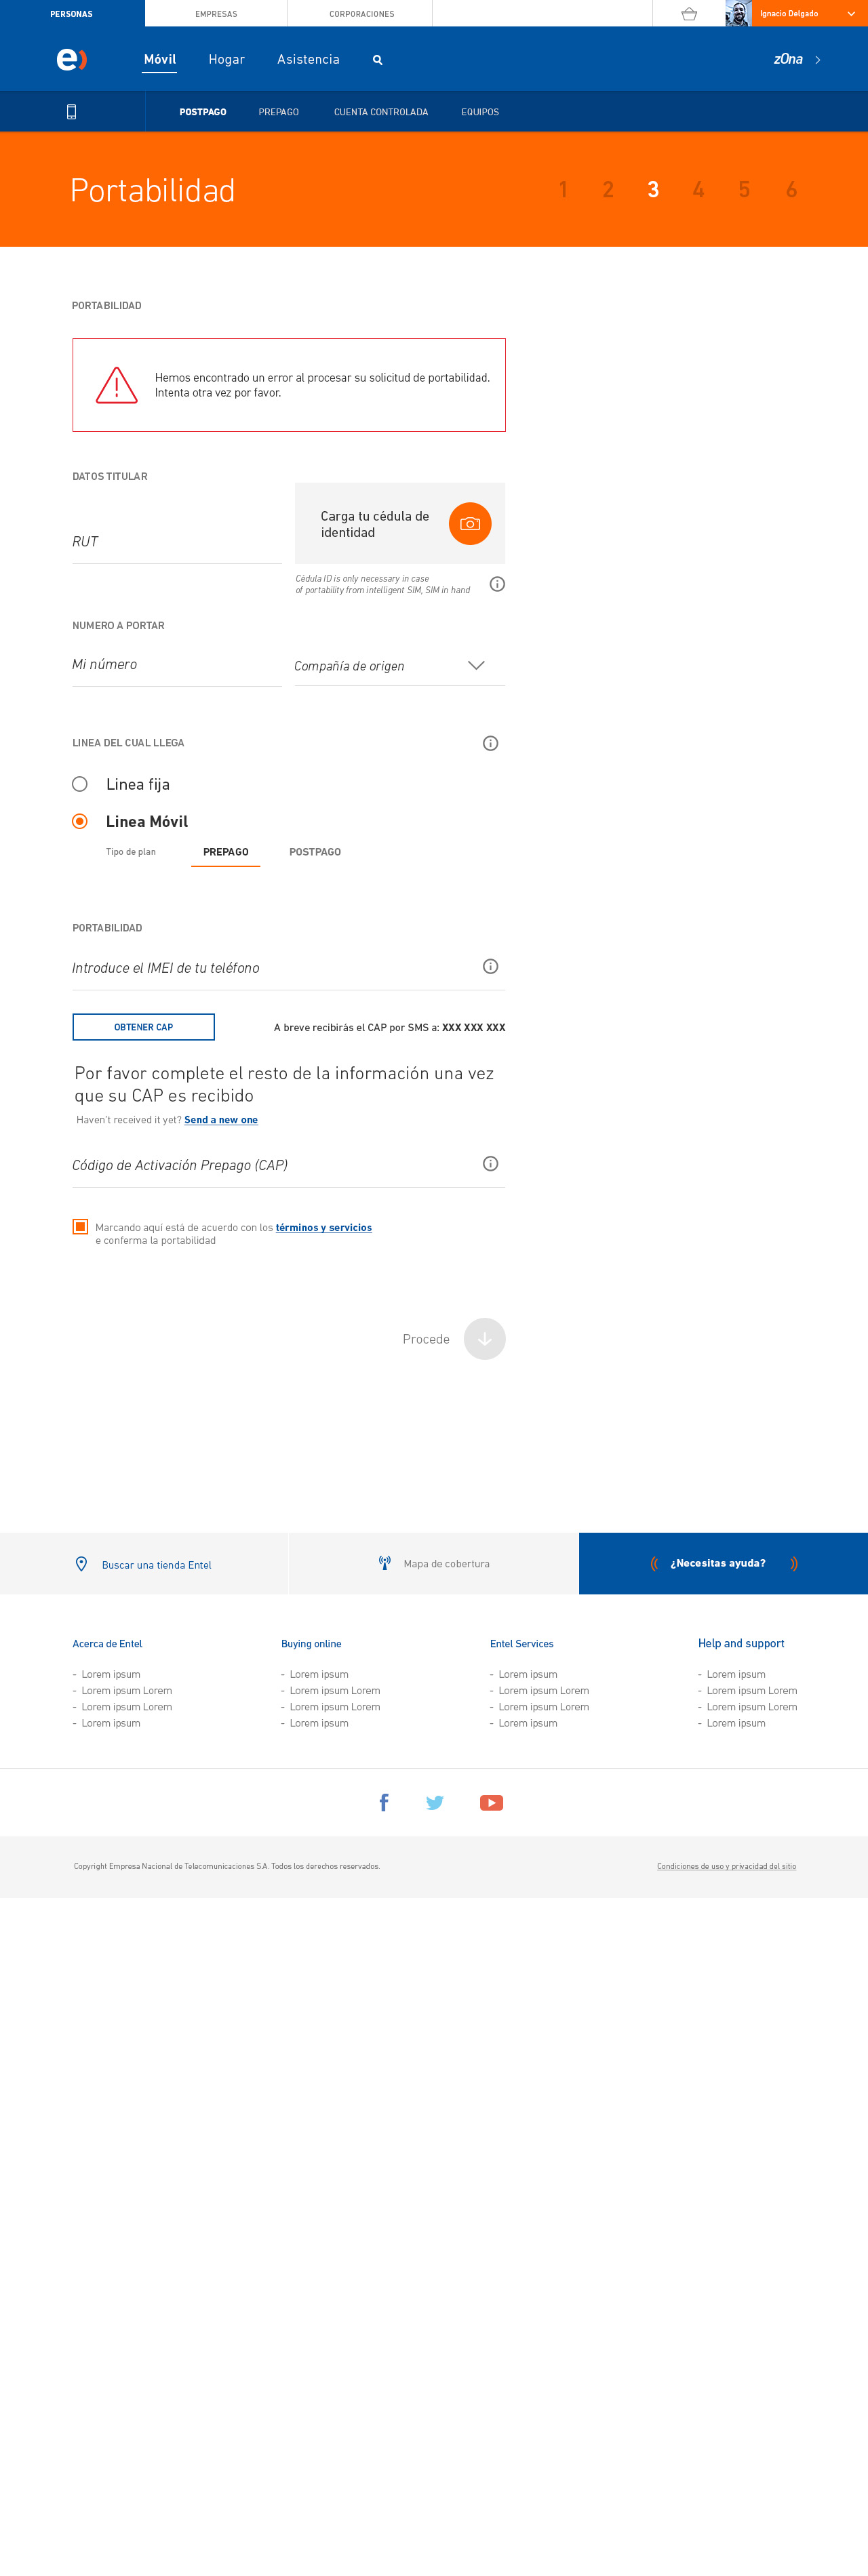 PERSONAS
EMPRESAS
CORPORACIONES
Ignacio Delgado
e)
Móvil
Hogar
Asistencia
zOna
POSTPAGO
PREPAGO
CUENTA CONTROLADA
EQUIPOS
Portabilidad
1 2 3 4 5 6
PORTABILIDAD
Hemos encontrado un error al procesar su solicitud de portabilidad.
Intenta otra vez por favor.
DATOS TITULAR
RUT
Carga tu cédula de
identidad
Cédula ID is only necessary in case
of portability from intelligent SIM, SIM in hand
NUMERO A PORTAR
Mi número
Compañía de origen
LINEA DEL CUAL LLEGA
Linea fija
Linea Móvil
Tipo de plan
PREPAGO
POSTPAGO
PORTABILIDAD
Introduce el IMEI de tu teléfono
OBTENER CAP
A breve recibirás el CAP por SMS a: XXX XXX XXX
Por favor complete el resto de la información una vez
que su CAP es recibido
Haven't received it yet? Send a new one
Código de Activación Prepago (CAP)
Marcando aquí está de acuerdo con los términos y servicios
e conferma la portabilidad
Procede
Buscar una tienda Entel
Mapa de cobertura
¿Necesitas ayuda?
Acerca de Entel
- Lorem ipsum
- Lorem ipsum Lorem
- Lorem ipsum Lorem
- Lorem ipsum
Buying online
- Lorem ipsum
- Lorem ipsum Lorem
- Lorem ipsum Lorem
- Lorem ipsum
Entel Services
- Lorem ipsum
- Lorem ipsum Lorem
- Lorem ipsum Lorem
- Lorem ipsum
Help and support
- Lorem ipsum
- Lorem ipsum Lorem
- Lorem ipsum Lorem
- Lorem ipsum
Copyright Empresa Nacional de Telecomunicaciones S.A. Todos los derechos reservados.
Condiciones de uso y privacidad del sitio